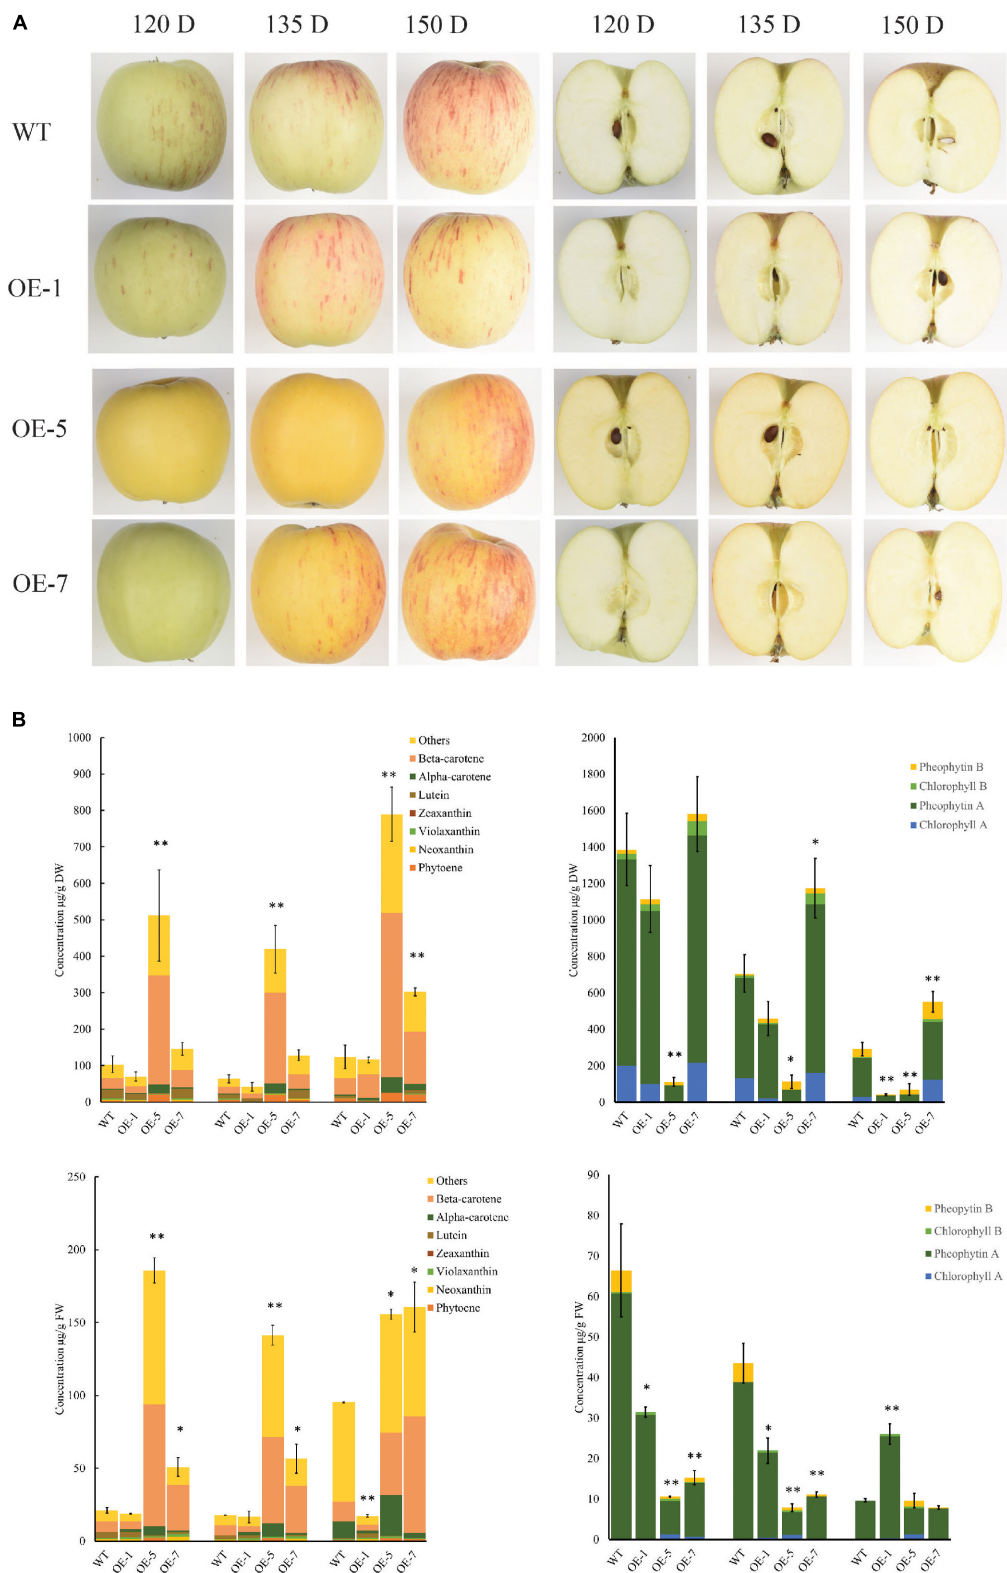 A
120 D 135 D 150 D 120 D 135 D 150 D
WT
OE-1
OE-5
OE-7
B
1000
900
800
700
600
500
400
300
200
100
0
Concentration µg/g DW
Others
Beta-carotene
Alpha-carotene
Lutein
Zeaxanthin
Violaxanthin
Neoxanthin
Phytoene
** ** ** **
WT OE-1 OE-5 OE-7 WT OE-1 OE-5 OE-7 WT OE-1 OE-5 OE-7
2000
1800
1600
1400
1200
1000
800
600
400
200
0
Concentration µg/g DW
Pheophytin B
Chlorophyll B
Pheophytin A
Chlorophyll A
** * * ** ** **
WT OE-1 OE-5 OE-7 WT OE-1 OE-5 OE-7 WT OE-1 OE-5 OE-7
250
200
150
100
50
0
Concentration µg/g FW
Others
Beta-carotene
Alpha-carotene
Lutein
Zeaxanthin
Violaxanthin
Neoxanthin
Phytoene
** * ** * ** * *
WT OE-1 OE-5 OE-7 WT OE-1 OE-5 OE-7 WT OE-1 OE-5 OE-7
90
80
70
60
50
40
30
20
10
0
Concentration µg/g FW
Pheopytin B
Chlorophyll B
Pheophytin A
Chlorophyll A
* ** ** * ** ** **
WT OE-1 OE-5 OE-7 WT OE-1 OE-5 OE-7 WT OE-1 OE-5 OE-7